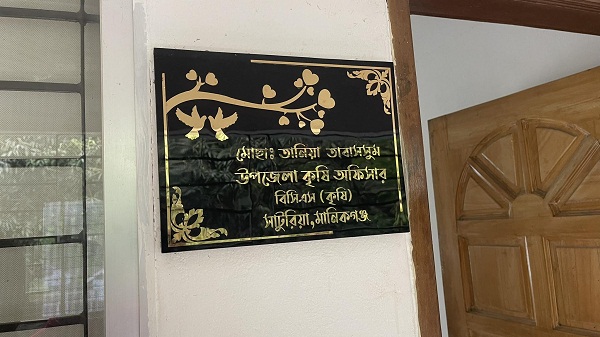 মোছাঃ তানিয়া তাবাসসুম
উপজেলা কৃষি অফিসার
বিসিএস (কৃষি)
সাটুরিয়া,মানিকগঞ্জ